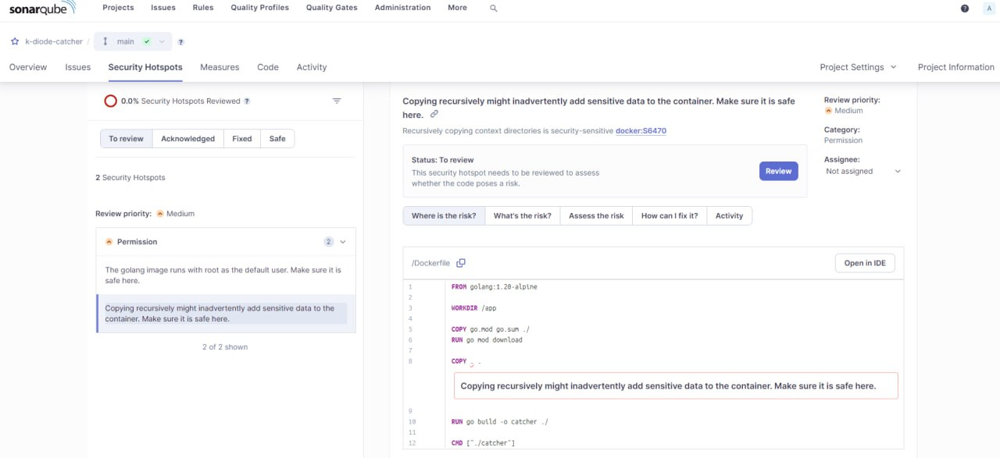 sonarqube
Projects Issues Rules Quality Profiles Quality Gates Administration More
? A
k-diode-catcher / main ?
Overview Issues Security Hotspots Measures Code Activity Project Settings Project Information
0.0% Security Hotspots Reviewed ?
To review Acknowledged Fixed Safe
2 Security Hotspots
Review priority: Medium
Permission 2
The golang image runs with root as the default user. Make sure it is
safe here.
Copying recursively might inadvertently add sensitive data to the
container. Make sure it is safe here.
2 of 2 shown
Copying recursively might inadvertently add sensitive data to the container. Make sure it is safe
here.
Recursively copying context directories is security-sensitive docker:S6470
Status: To review
This security hotspot needs to be reviewed to assess
whether the code poses a risk.
Review
Review priority:
Medium
Category:
Permission
Assignee:
Not assigned
Where is the risk? What's the risk? Assess the risk How can I fix it? Activity
/Dockerfile Open in IDE
1 FROM golang:1.20-alpine
2
3 WORKDIR /app
4
5 COPY go.mod go.sum ./
6 RUN go mod download
7
8 COPY . .
Copying recursively might inadvertently add sensitive data to the container. Make sure it is safe here.
9
10 RUN go build -o catcher ./
11
12 CMD ["./catcher"]